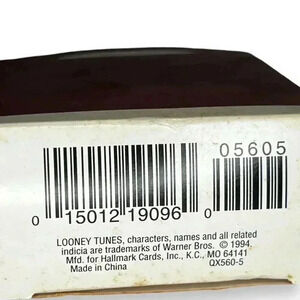 05605
0 15012 19096 0
LOONEY TUNES, characters, names and all related
indicia are trademarks of Warner Bros. © 1994.
Mfd. for Hallmark Cards, Inc., K.C., MO 64141
Made in China QX560-5